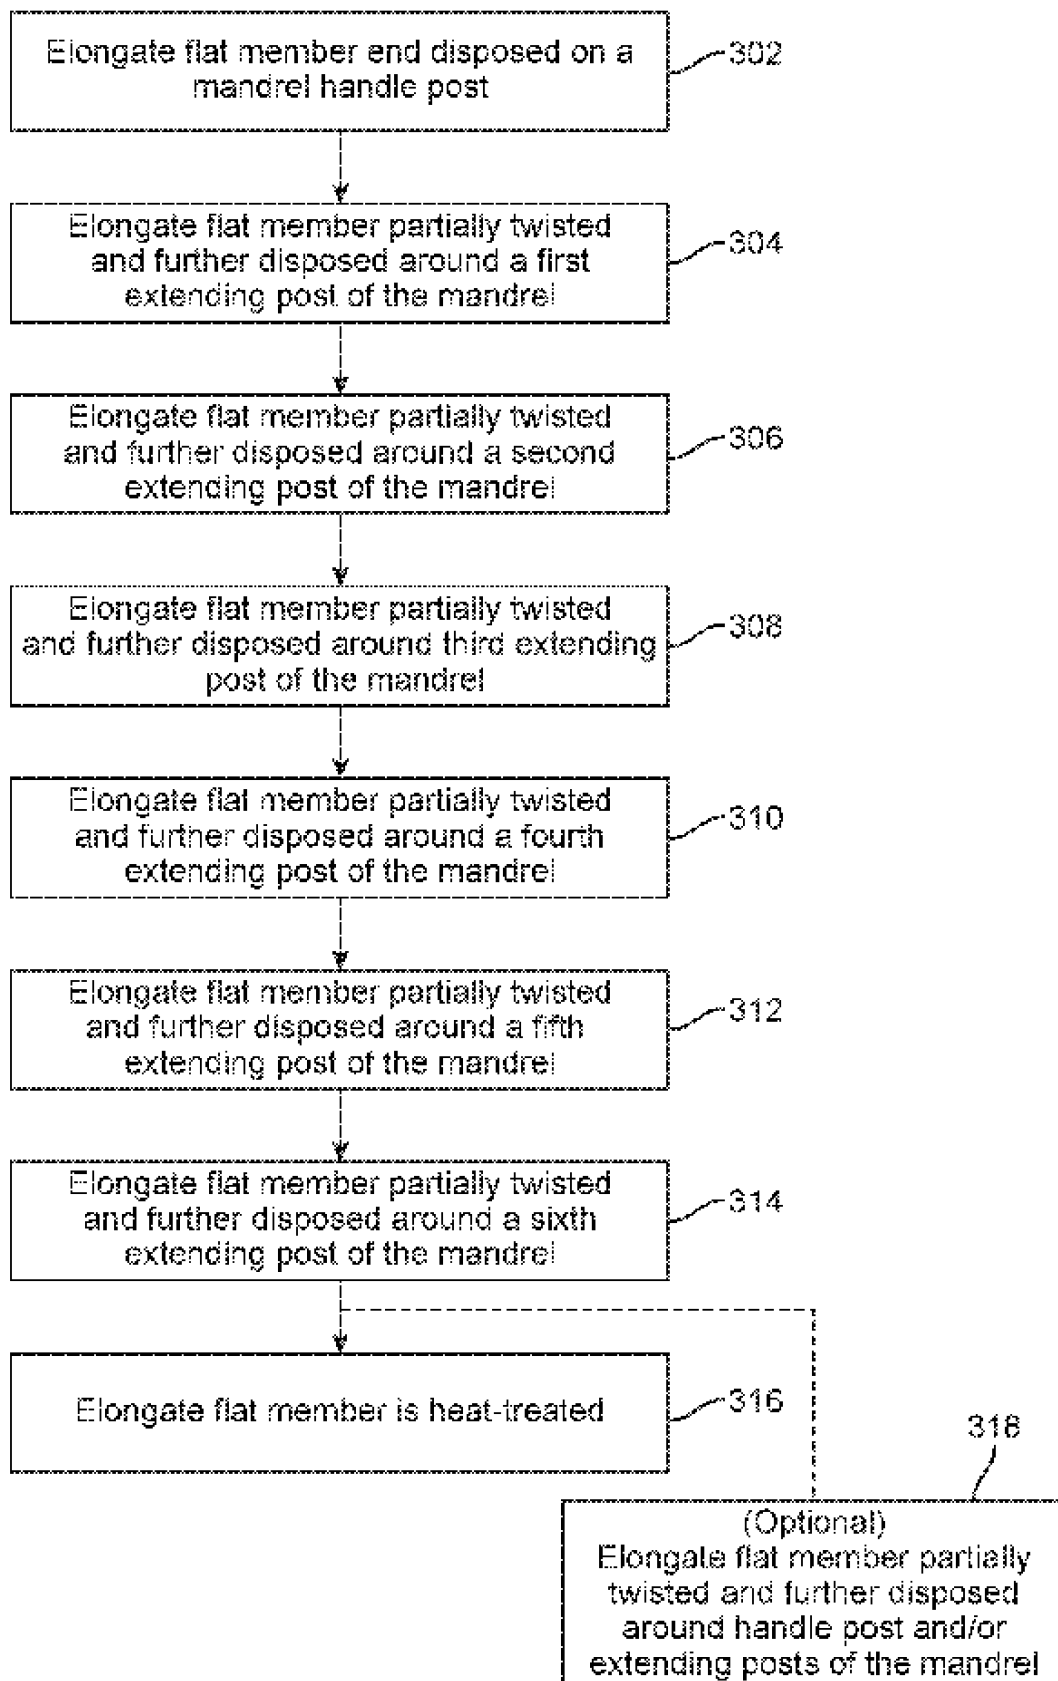 Elongate flat member end disposed on a
mandrel handle post
302
Elongate flat member partially twisted
and further disposed around a first
extending post of the mandrel
304
Elongate flat member partially twisted
and further disposed around a second
extending post of the mandrel
306
Elongate flat member partially twisted
and further disposed around third extending
post of the mandrel
308
Elongate flat member partially twisted
and further disposed around a fourth
extending post of the mandrel
310
Elongate flat member partially twisted
and further disposed around a fifth
extending post of the mandrel
312
Elongate flat member partially twisted
and further disposed around a sixth
extending post of the mandrel
314
Elongate flat member is heat-treated
316
318
(Optional)
Elongate flat member partially
twisted and further disposed
around handle post and/or
extending posts of the mandrel